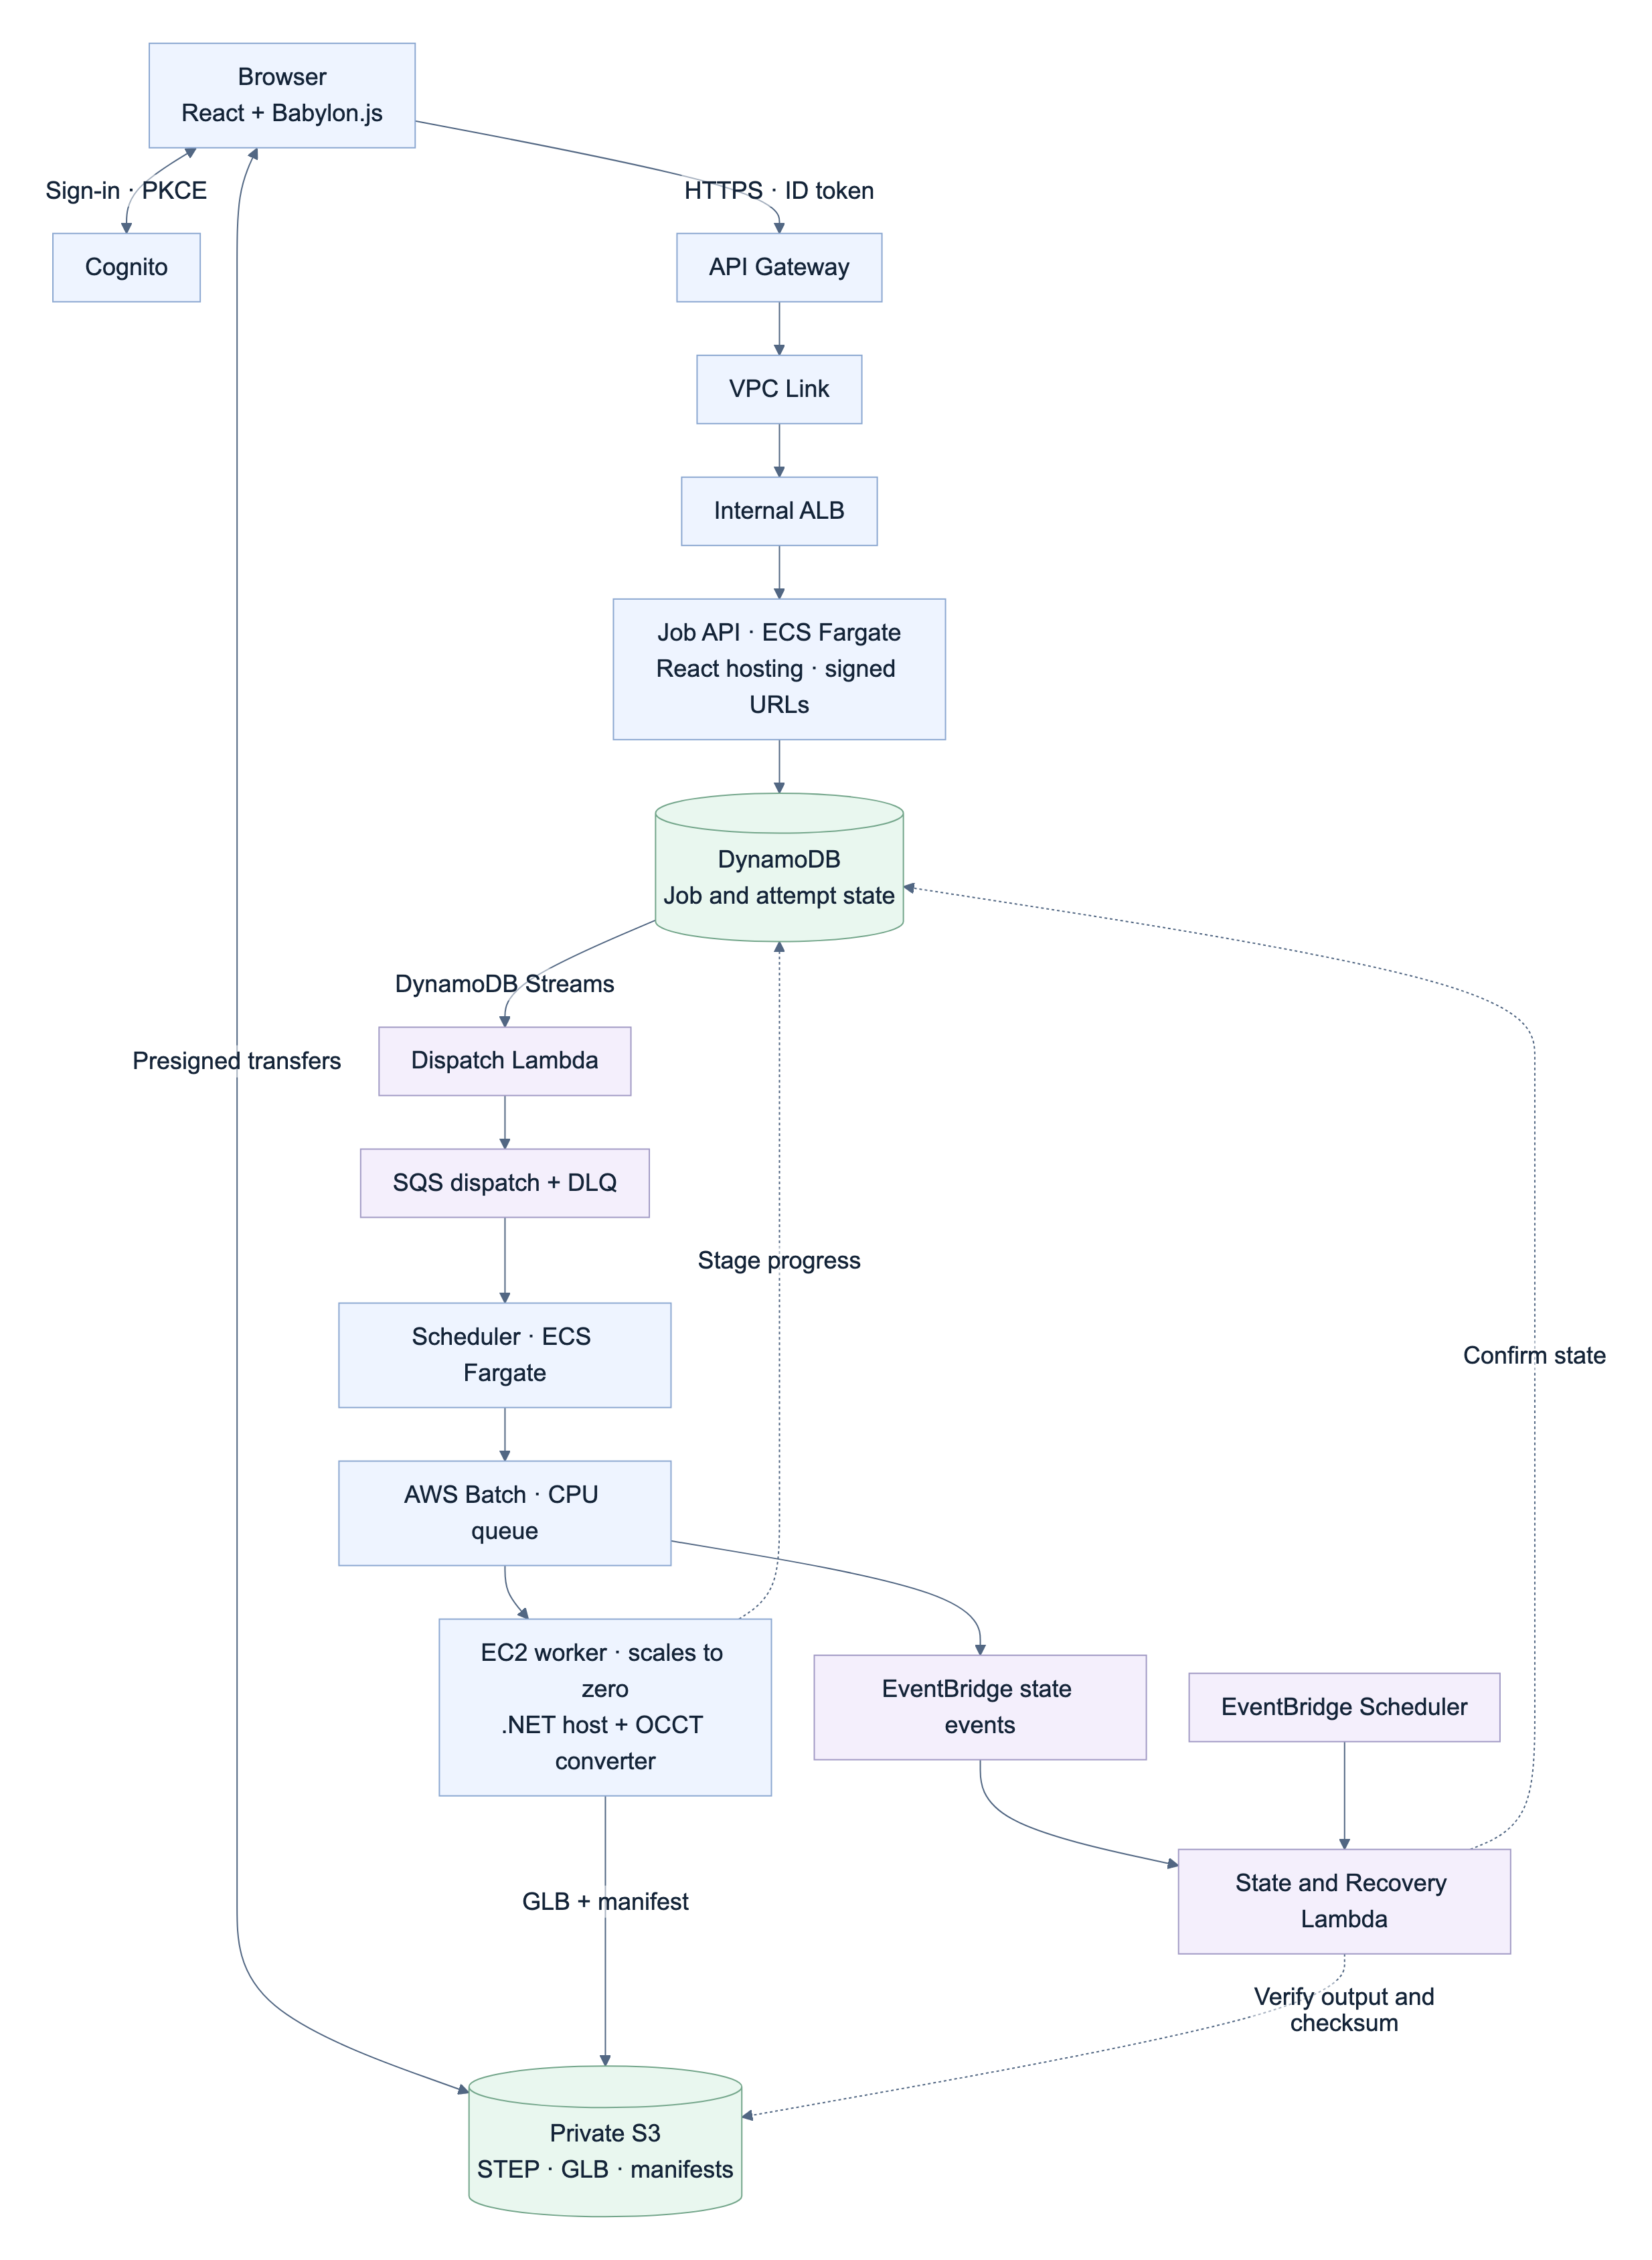 Browser
React + Babylon.js
Sign-in · PKCE
HTTPS · ID token
Cognito
API Gateway
VPC Link
Internal ALB
Job API · ECS Fargate
React hosting · signed
URLs
DynamoDB
Job and attempt state
DynamoDB Streams
Presigned transfers
Dispatch Lambda
SQS dispatch + DLQ
Stage progress
Scheduler · ECS
Fargate
Confirm state
AWS Batch · CPU
queue
EC2 worker · scales to
zero
.NET host + OCCT
converter
EventBridge state
events
EventBridge Scheduler
State and Recovery
Lambda
GLB + manifest
Verify output and
checksum
Private S3
STEP · GLB · manifests